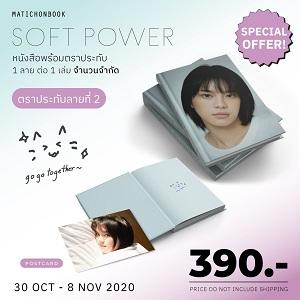 MATICHONBOOK
SOFT POWER
SPECIAL OFFER!
หนังสือพร้อมตราประทับ
1 ลาย ต่อ 1 เล่ม จำนวนจำกัด
ตราประทับลายที่ 2
go go together~
POSTCARD
390.-
PRICE DO NOT INCLUDE SHIPPING
30 OCT - 8 NOV 2020